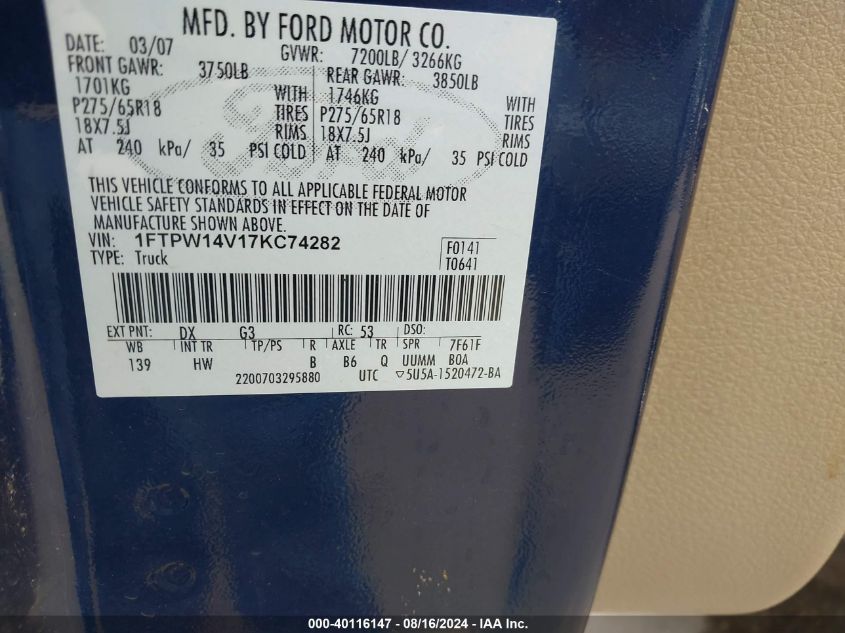 MFD. BY FORD MOTOR CO.
DATE: 03/07 GVWR: 7200LB/ 3266KG
FRONT GAWR: 3750LB REAR GAWR: 3850LB
1701KG WITH 1746KG WITH
P275/65R18 TIRES P275/65R18 TIRES
18X7.5J RIMS 18X7.5J RIMS
AT 240 kPa/ 35 PSI COLD AT 240 kPa/ 35 PSI COLD
Ford
THIS VEHICLE CONFORMS TO ALL APPLICABLE FEDERAL MOTOR
VEHICLE SAFETY STANDARDS IN EFFECT ON THE DATE OF
MANUFACTURE SHOWN ABOVE.
VIN: 1FTPW14V17KC74282 F0141
TYPE: Truck T0641
EXT PNT: DX G3 RC: 53 DSO:
WB INT TR TP/PS R AXLE TR SPR 7F61F
139 HW B B6 Q UUMM BOA
2200703295880 UTC ▽5U5A-1520472-BA
000-40116147 - 08/16/2024 - IAA Inc.